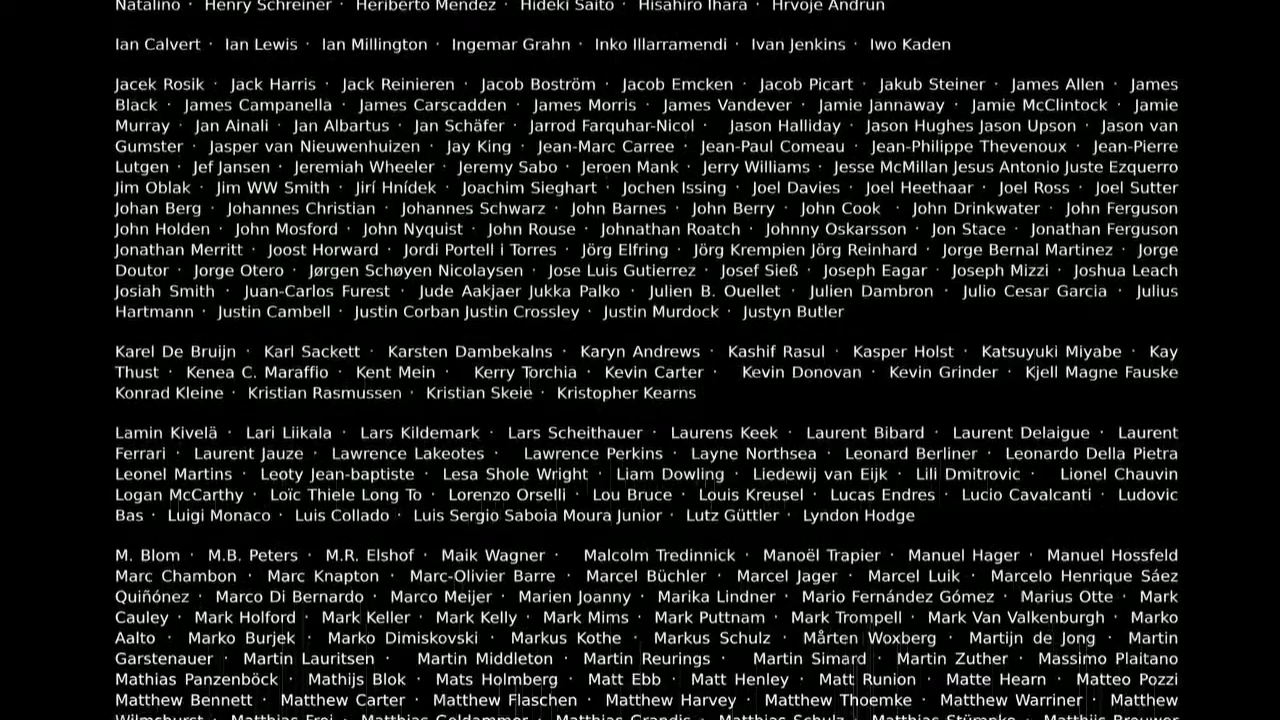 Natalino · Henry Schreiner · Heriberto Mendez · Hideki Saito · Hisahiro Ihara · Hrvoje Andrun
Ian Calvert · Ian Lewis · Ian Millington · Ingemar Grahn · Inko Illarramendi · Ivan Jenkins · Iwo Kaden
Jacek Rosik · Jack Harris · Jack Reinieren · Jacob Boström · Jacob Emcken · Jacob Picart · Jakub Steiner · James Allen · James
Black · James Campanella · James Carscadden · James Morris · James Vandever · Jamie Jannaway · Jamie McClintock · Jamie
Murray · Jan Ainali · Jan Albartus · Jan Schäfer · Jarrod Farquhar-Nicol · Jason Halliday · Jason Hughes Jason Upson · Jason van
Gumster · Jasper van Nieuwenhuizen · Jay King · Jean-Marc Carree · Jean-Paul Comeau · Jean-Philippe Thevenoux · Jean-Pierre
Lutgen · Jef Jansen · Jeremiah Wheeler · Jeremy Sabo · Jeroen Mank · Jerry Williams · Jesse McMillan Jesus Antonio Juste Ezquerro
Jim Oblak · Jim WW Smith · Jirí Hnídek · Joachim Sieghart · Jochen Issing · Joel Davies · Joel Heethaar · Joel Ross · Joel Sutter
Johan Berg · Johannes Christian · Johannes Schwarz · John Barnes · John Berry · John Cook · John Drinkwater · John Ferguson
John Holden · John Mosford · John Nyquist · John Rouse · Johnathan Roatch · Johnny Oskarsson · Jon Stace · Jonathan Ferguson
Jonathan Merritt · Joost Horward · Jordi Portell i Torres · Jörg Elfring · Jörg Krempien Jörg Reinhard · Jorge Bernal Martinez · Jorge
Doutor · Jorge Otero · Jørgen Schøyen Nicolaysen · Jose Luis Gutierrez · Josef Sieß · Joseph Eagar · Joseph Mizzi · Joshua Leach
Josiah Smith · Juan-Carlos Furest · Jude Aakjaer Jukka Palko · Julien B. Ouellet · Julien Dambron · Julio Cesar Garcia · Julius
Hartmann · Justin Cambell · Justin Corban Justin Crossley · Justin Murdock · Justyn Butler
Karel De Bruijn · Karl Sackett · Karsten Dambekalns · Karyn Andrews · Kashif Rasul · Kasper Holst · Katsuyuki Miyabe · Kay
Thust · Kenea C. Maraffio · Kent Mein · Kerry Torchia · Kevin Carter · Kevin Donovan · Kevin Grinder · Kjell Magne Fauske
Konrad Kleine · Kristian Rasmussen · Kristian Skeie · Kristopher Kearns
Lamin Kivelä · Lari Liikala · Lars Kildemark · Lars Scheithauer · Laurens Keek · Laurent Bibard · Laurent Delaigue · Laurent
Ferrari · Laurent Jauze · Lawrence Lakeotes · Lawrence Perkins · Layne Northsea · Leonard Berliner · Leonardo Della Pietra
Leonel Martins · Leoty Jean-baptiste · Lesa Shole Wright · Liam Dowling · Liedewij van Eijk · Lili Dmitrovic · Lionel Chauvin
Logan McCarthy · Loïc Thiele Long To · Lorenzo Orselli · Lou Bruce · Louis Kreusel · Lucas Endres · Lucio Cavalcanti · Ludovic
Bas · Luigi Monaco · Luis Collado · Luis Sergio Saboia Moura Junior · Lutz Güttler · Lyndon Hodge
M. Blom · M.B. Peters · M.R. Elshof · Maik Wagner · Malcolm Tredinnick · Manoël Trapier · Manuel Hager · Manuel Hossfeld
Marc Chambon · Marc Knapton · Marc-Olivier Barre · Marcel Büchler · Marcel Jager · Marcel Luik · Marcelo Henrique Sáez
Quiñónez · Marco Di Bernardo · Marco Meijer · Marien Joanny · Marika Lindner · Mario Fernández Gómez · Marius Otte · Mark
Cauley · Mark Holford · Mark Keller · Mark Kelly · Mark Mims · Mark Puttnam · Mark Trompell · Mark Van Valkenburgh · Marko
Aalto · Marko Burjek · Marko Dimiskovski · Markus Kothe · Markus Schulz · Mårten Woxberg · Martijn de Jong · Martin
Garstenauer · Martin Lauritsen · Martin Middleton · Martin Reurings · Martin Simard · Martin Zuther · Massimo Plaitano
Mathias Panzenböck · Mathijs Blok · Mats Holmberg · Matt Ebb · Matt Henley · Matt Runion · Matte Hearn · Matteo Pozzi
Matthew Bennett · Matthew Carter · Matthew Flaschen · Matthew Harvey · Matthew Thoemke · Matthew Warriner · Matthew
Wilmshurst · Matthias Frei · Matthias Geldammer · Matthias Grandis · Matthias Schulz · Matthias Stümpke · Matthijs Brouwer